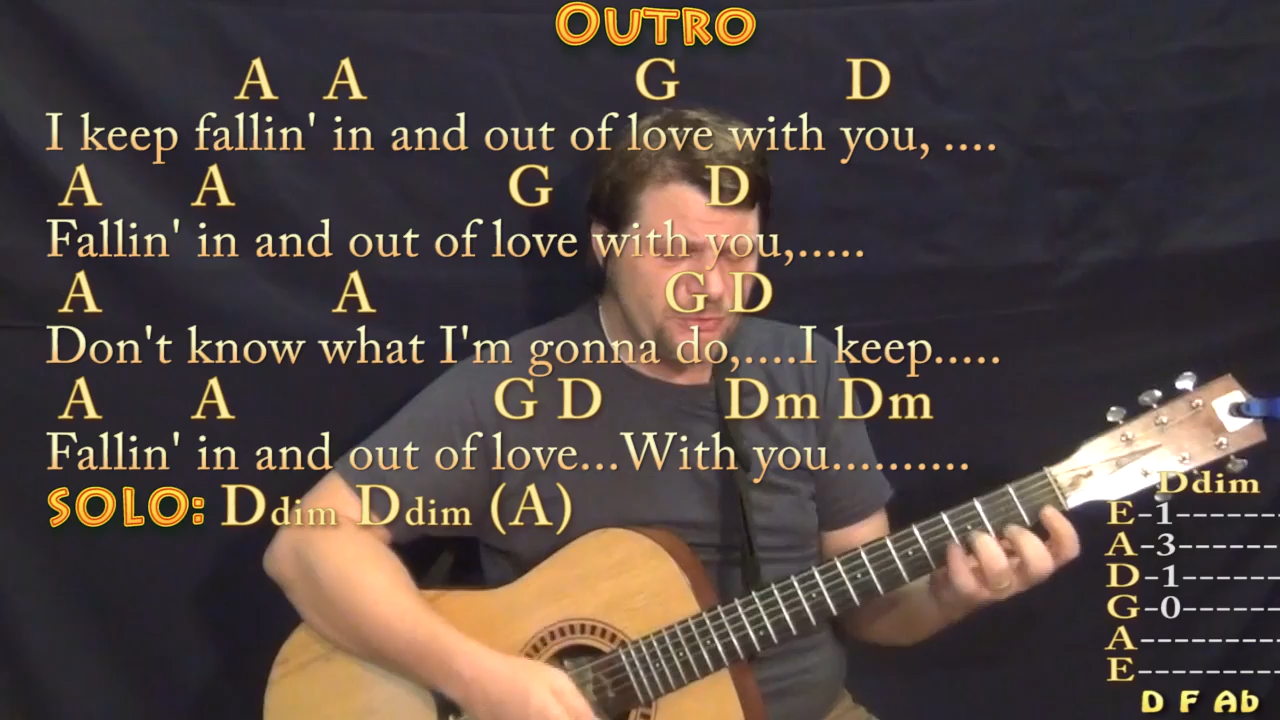 OUTRO
A A G D
I keep fallin' in and out of love with you, ....
A A G D
Fallin' in and out of love with you,.....
A A G D
Don't know what I'm gonna do,....I keep.....
A A G D Dm Dm
Fallin' in and out of love...With you..........
SOLO: Ddim Ddim (A)
Ddim
E-1-------
A-3-------
D-1-------
G-0-------
A---------
E---------
D F Ab